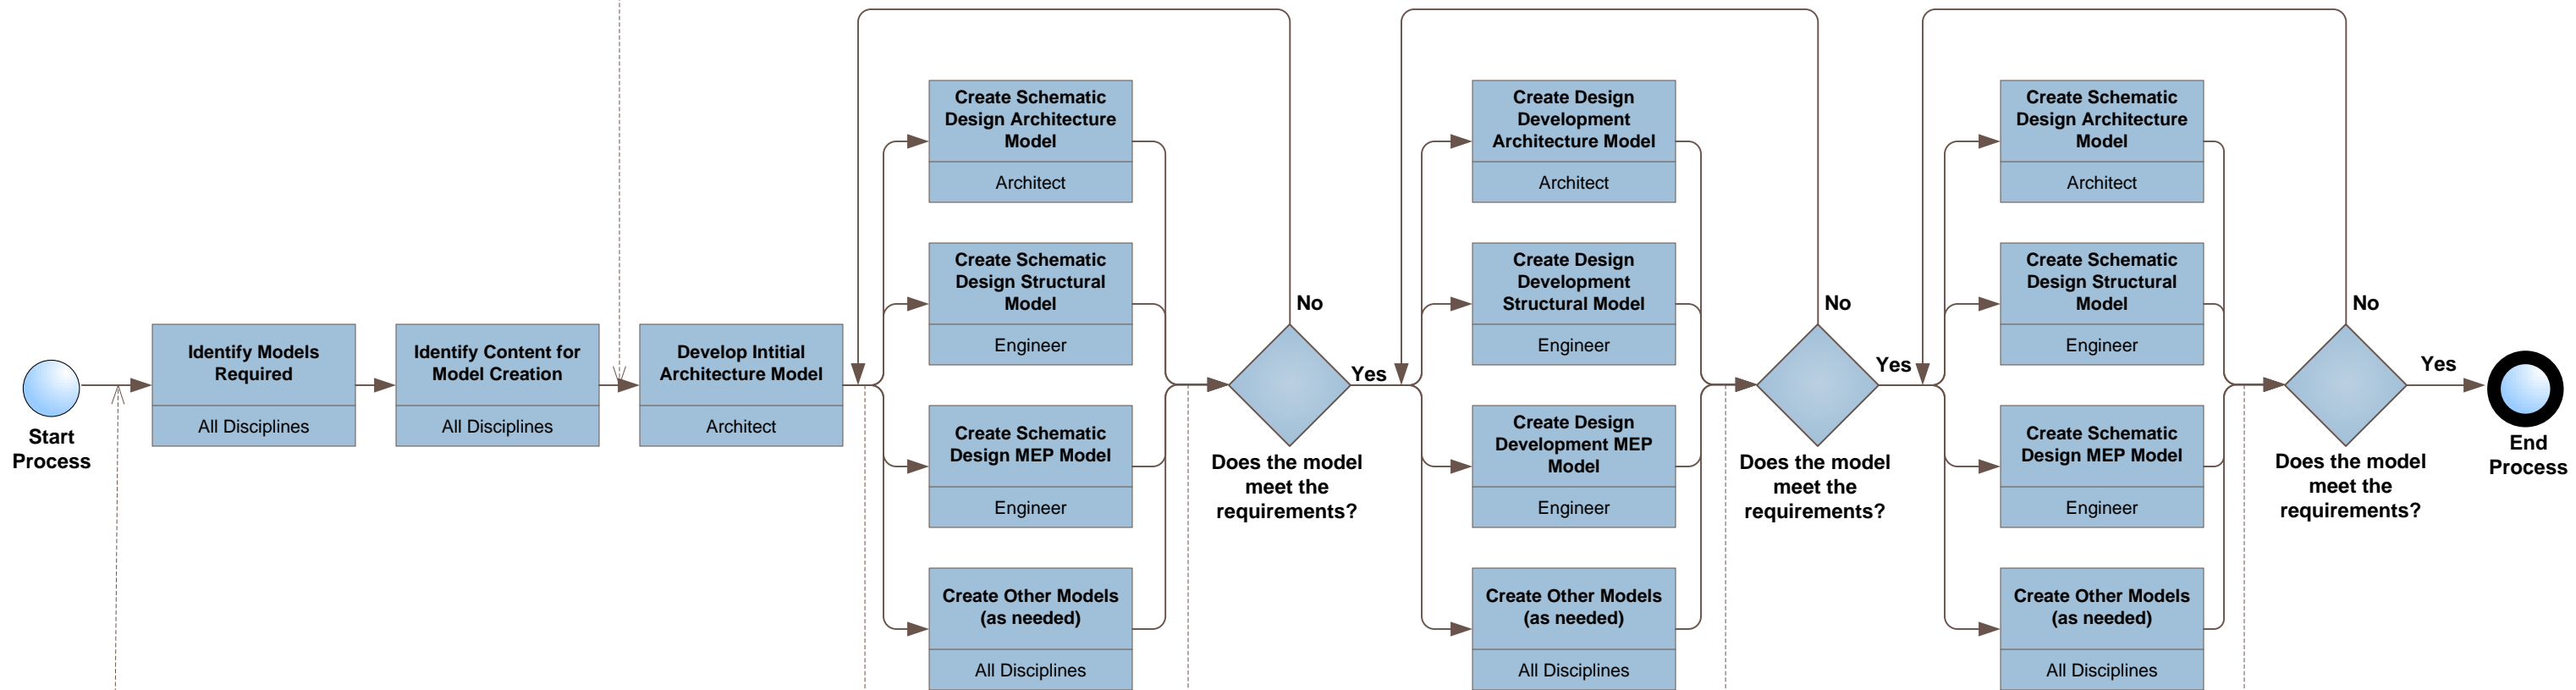 Start
Process
Identify Models
Required
All Disciplines
Identify Content for
Model Creation
All Disciplines
Develop Intitial
Architecture Model
Architect
Create Schematic
Design Architecture
Model
Architect
Create Schematic
Design Structural
Model
Engineer
Create Schematic
Design MEP Model
Engineer
Create Other Models
(as needed)
All Disciplines
No
Yes
Does the model
meet the
requirements?
Create Design
Development
Architecture Model
Architect
Create Design
Development
Structural Model
Engineer
Create Design
Development MEP
Model
Engineer
Create Other Models
(as needed)
All Disciplines
No
Yes
Does the model
meet the
requirements?
Create Schematic
Design Architecture
Model
Architect
Create Schematic
Design Structural
Model
Engineer
Create Schematic
Design MEP Model
Engineer
Create Other Models
(as needed)
All Disciplines
No
Yes
Does the model
meet the
requirements?
End
Process